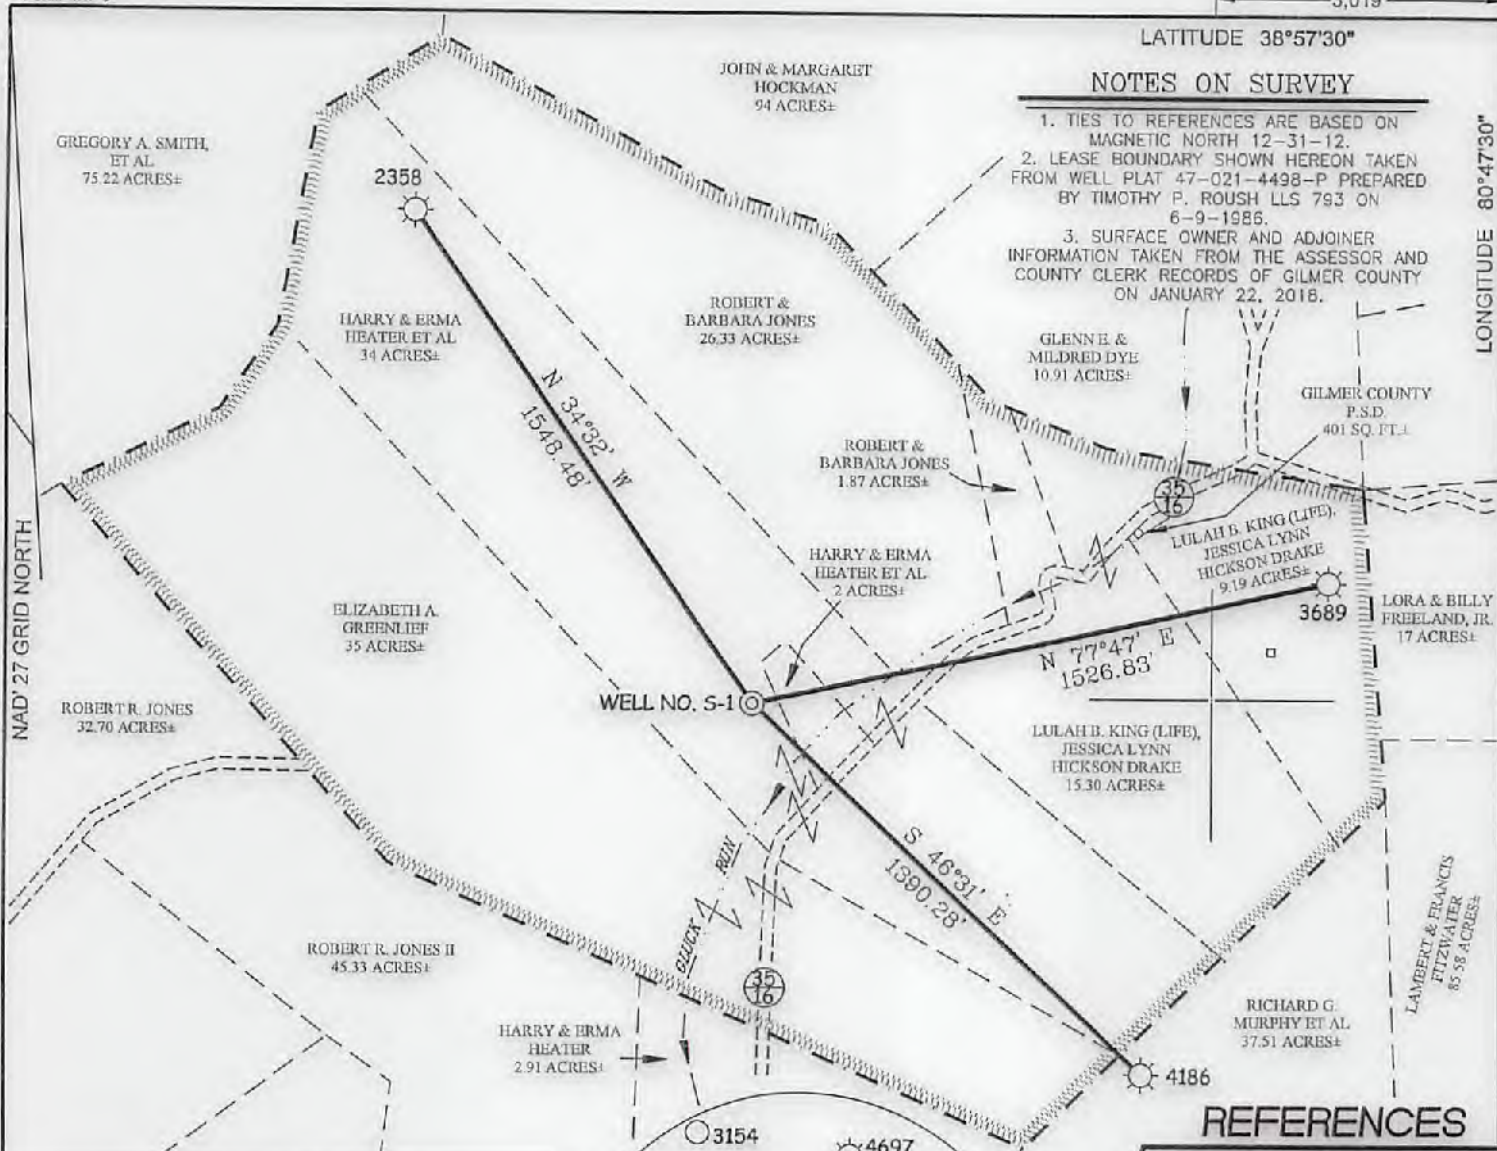 3,019
LATITUDE 38°57'30"
NOTES ON SURVEY
1. TIES TO REFERENCES ARE BASED ON
MAGNETIC NORTH 12-31-12.
2. LEASE BOUNDARY SHOWN HEREON TAKEN
FROM WELL PLAT 47-021-4498-P PREPARED
BY TIMOTHY P. ROUSH LLS 793 ON
6-9-1986.
3. SURFACE OWNER AND ADJOINER
INFORMATION TAKEN FROM THE ASSESSOR AND
COUNTY CLERK RECORDS OF GILMER COUNTY
ON JANUARY 22, 2018.
LONGITUDE 80°47'30"
JOHN & MARGARET
HOCKMAN
94 ACRES±
GREGORY A. SMITH,
ET AL
75.22 ACRES±
2358
HARRY & ERMA
HEATER ET AL
34 ACRES±
ROBERT &
BARBARA JONES
26.33 ACRES±
GLENN E. &
MILDRED DYE
10.91 ACRES±
GILMER COUNTY
P.S.D.
401 SQ. FT.±
N 34°32' W
1548.48'
ROBERT &
BARBARA JONES
1.87 ACRES±
35
16
LULAH B. KING (LIFE),
JESSICA LYNN
HICKSON DRAKE
9.19 ACRES±
HARRY & ERMA
HEATER ET AL
2 ACRES±
3689
LORA & BILLY
FREELAND, JR.
17 ACRES±
NAD'27 GRID NORTH
ELIZABETH A.
GREENLIEF
35 ACRES±
N 77°47' E
1526.83'
WELL NO. S-1
ROBERT R. JONES
32.70 ACRES±
LULAH B. KING (LIFE),
JESSICA LYNN
HICKSON DRAKE
15.30 ACRES±
S 46°31' E
1390.28'
GLUCK RUN
LAMBERT & FRANCIS
FITZWATER
85.58 ACRES±
ROBERT R. JONES II
45.33 ACRES±
35
16
HARRY & ERMA
HEATER
2.91 ACRES±
RICHARD G.
MURPHY ET AL
37.51 ACRES±
4186
REFERENCES
3154
4697